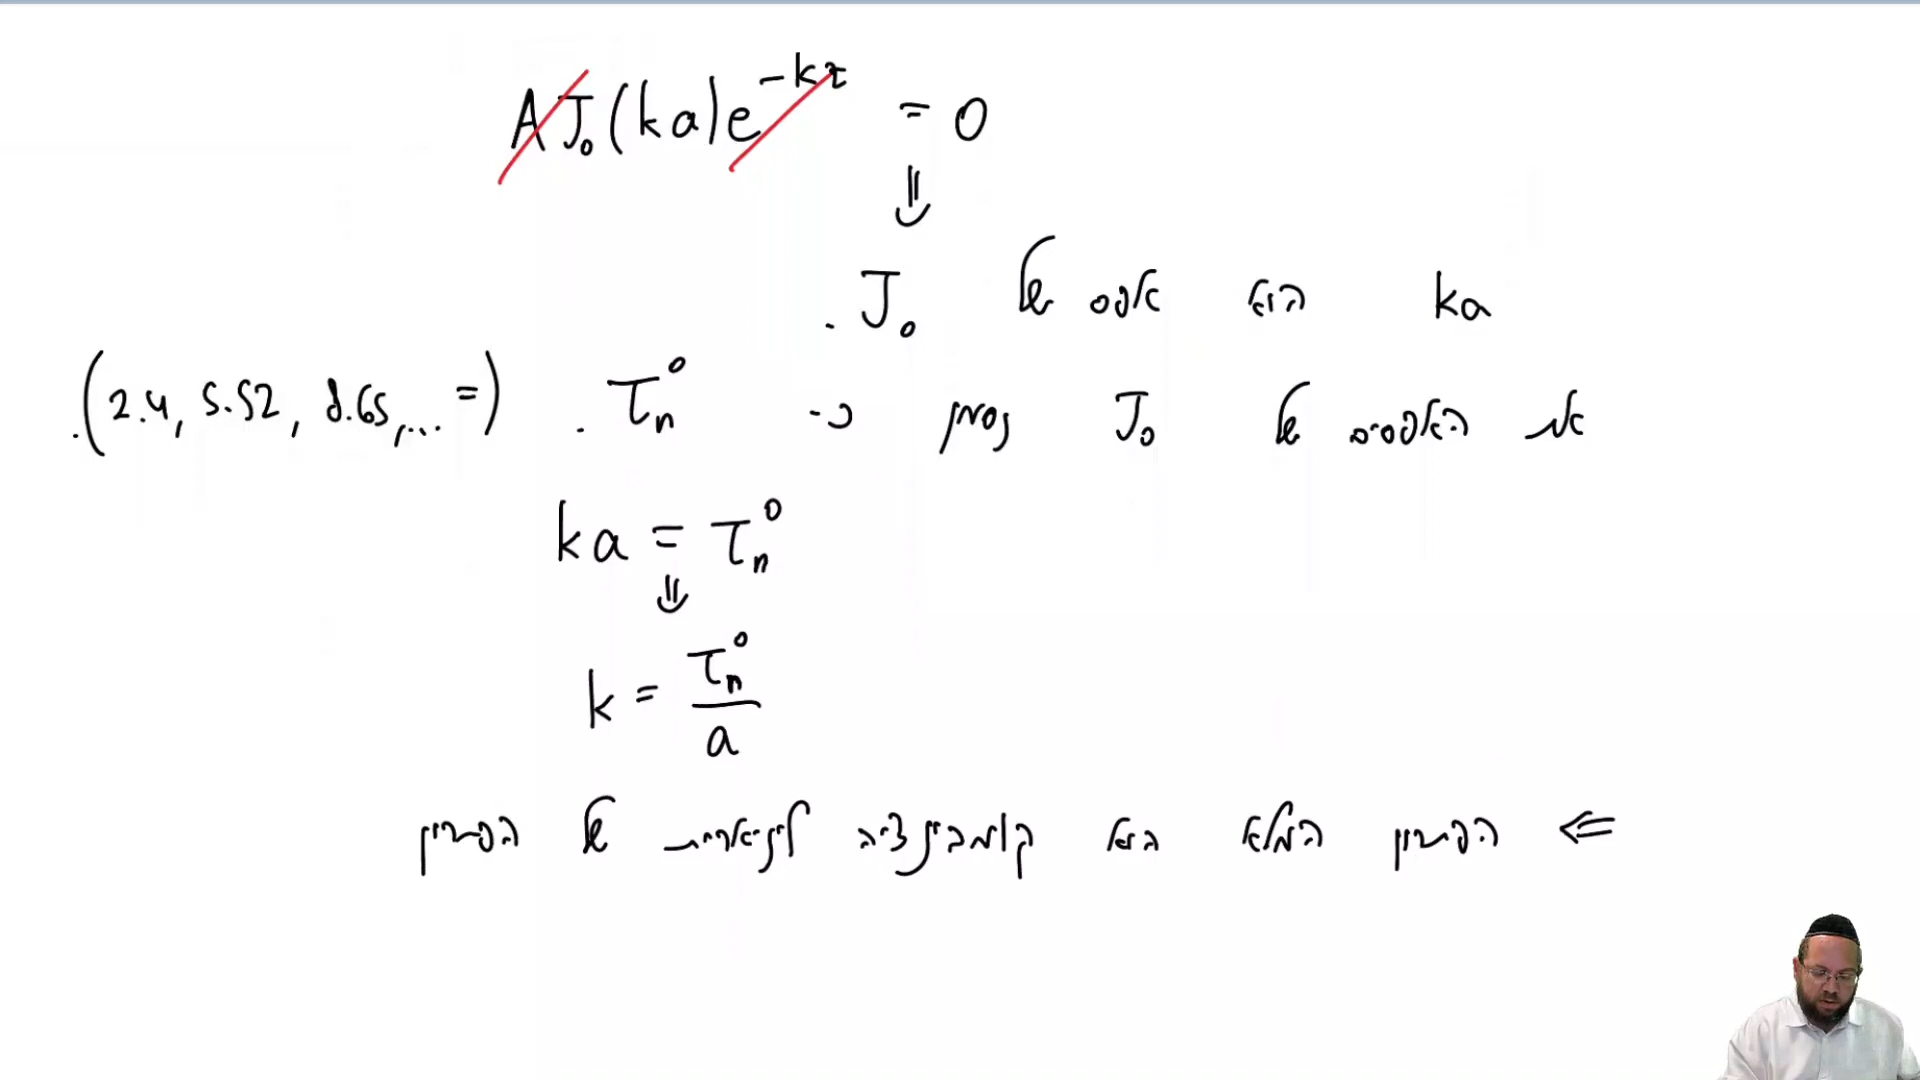 AJ₀(ka)e^{-kz} = 0
⇓
ka הוא אפס של J₀.
את האפסים של J₀ נסמן כ- τₙ⁰. (2.4, 5.52, 8.65, ... =).
ka = τₙ⁰
⇓
k = τₙ⁰ / a
⇐ הפתרון המלא הוא קומבינציה לינארית של הפתרון